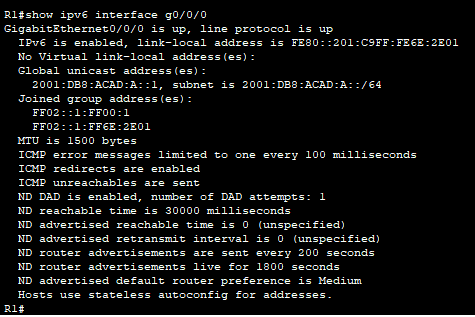 R1#show ipv6 interface g0/0/0
GigabitEthernet0/0/0 is up, line protocol is up
IPv6 is enabled, link-local address is FE80::201:C9FF:FE6E:2E01
No Virtual link-local address(es):
Global unicast address(es):
2001:DB8:ACAD:A::1, subnet is 2001:DB8:ACAD:A::/64
Joined group address(es):
FF02::1:FF00:1
FF02::1:FF6E:2E01
MTU is 1500 bytes
ICMP error messages limited to one every 100 milliseconds
ICMP redirects are enabled
ICMP unreachables are sent
ND DAD is enabled, number of DAD attempts: 1
ND reachable time is 30000 milliseconds
ND advertised reachable time is 0 (unspecified)
ND advertised retransmit interval is 0 (unspecified)
ND router advertisements are sent every 200 seconds
ND router advertisements live for 1800 seconds
ND advertised default router preference is Medium
Hosts use stateless autoconfig for addresses.
R1#